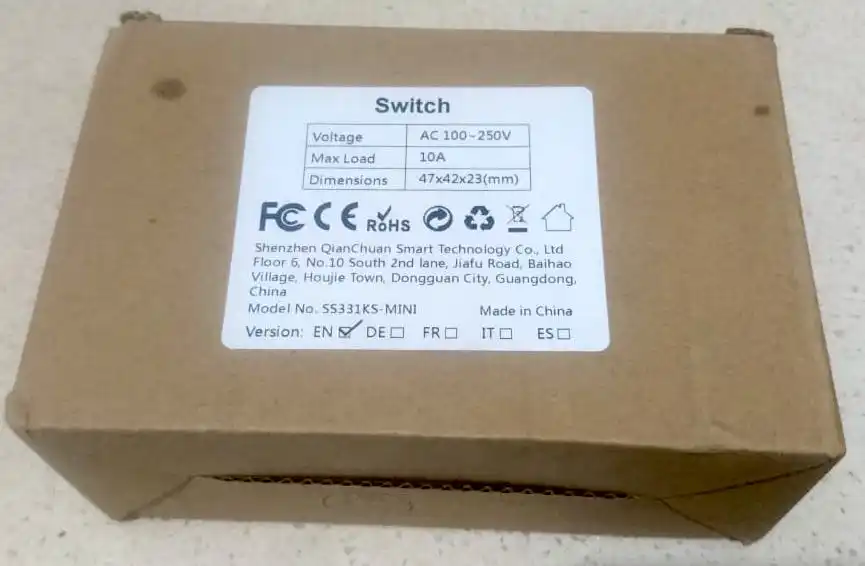 Switch
Voltage AC 100~250V
Max Load 10A
Dimensions 47x42x23(mm)
FC CE RoHS
Shenzhen QianChuan Smart Technology Co., Ltd
Floor 6, No.10 South 2nd lane, Jiafu Road, Baihao
Village, Houjie Town, Dongguan City, Guangdong,
China
Model No. SS331KS-MINI Made in China
Version: EN DE FR IT ES